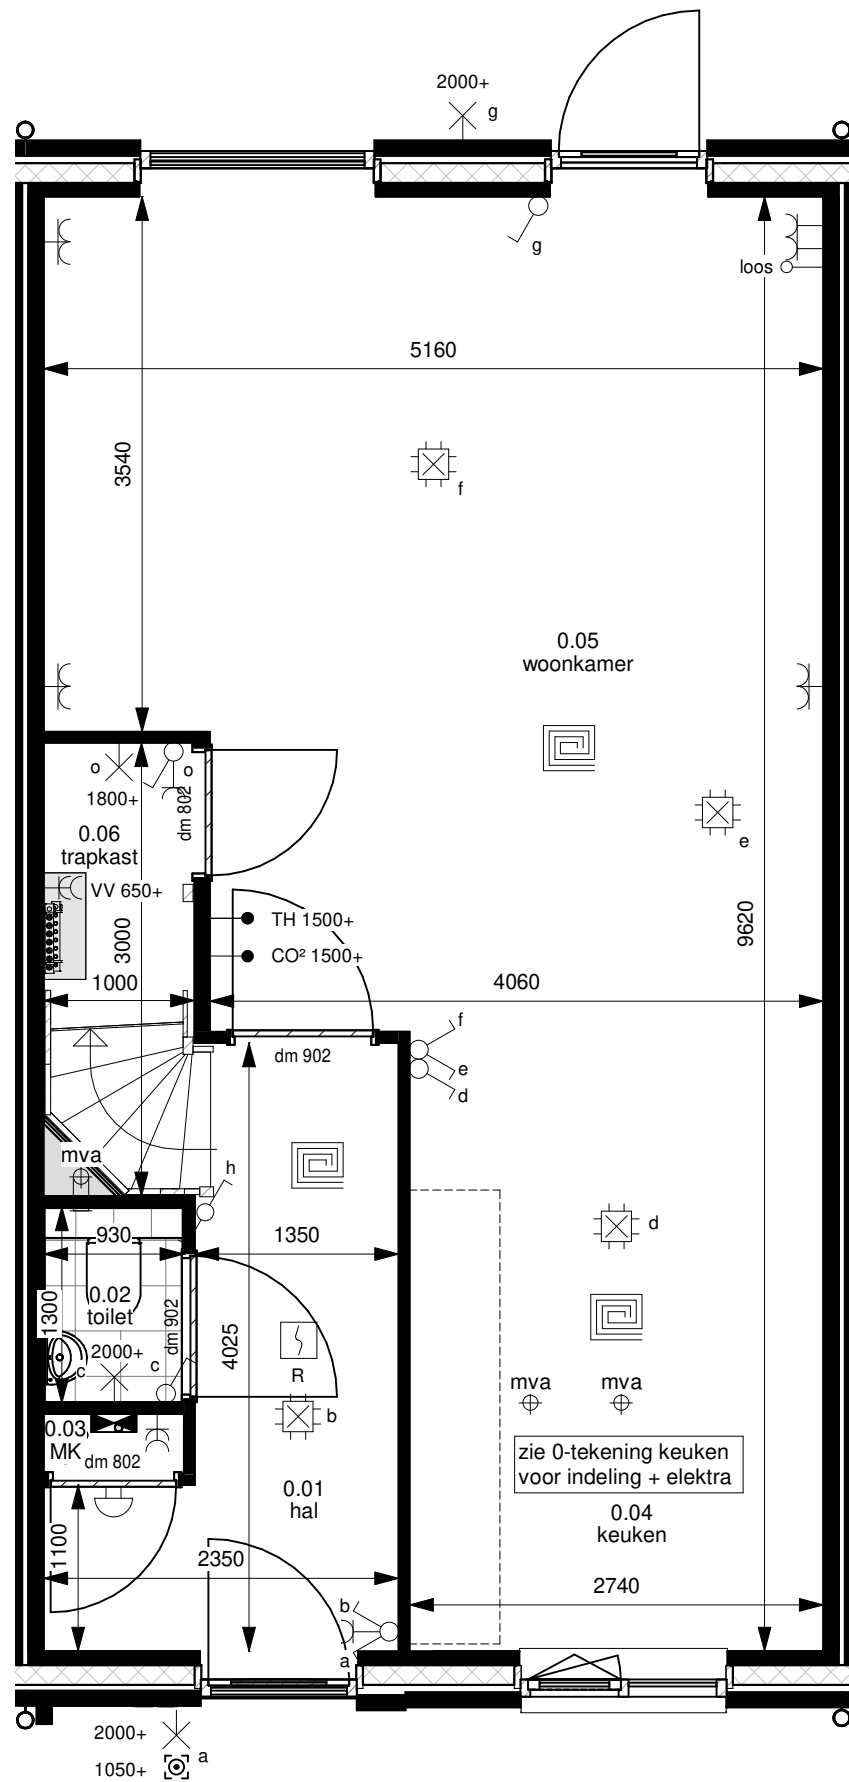 2000+
g
g
loos
5160
3540
f
0.05
woonkamer
o
o
1800+
dm 802
0.06
trapkast
e
VV 650+
TH 1500+
9620
3000
CO² 1500+
1000
4060
f
dm 902
e
d
mva
h
930
1350
d
0.02
toilet
1300
dm 902
4025
2000+
c
c
R
mva
mva
b
0.03
MK
dm 802
zie 0-tekening keuken
voor indeling + elektra
0.01
hal
0.04
keuken
1100
2350
2740
b
a
2000+
a
1050+